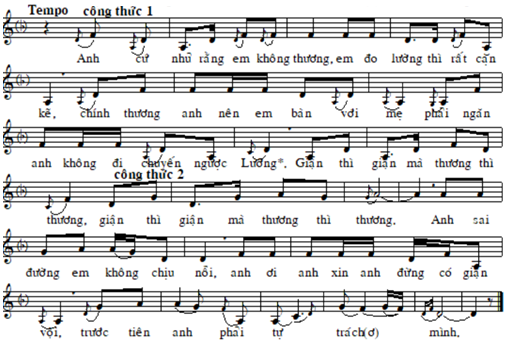 Tempo công thức 1
Anh cứ nhủ rằng em không thương, em đo lường thì rất cặn
kẽ, chính thương anh nên em bàn với mẹ phải ngăn
anh không đi chuyến ngược Lường*. Giận thì giận mà thương thì
công thức 2
thương, giận thì giận mà thương thì thương. Anh sai
đường em không chịu nổi, anh ơi anh xin anh đừng có giận
vội, trước tiên anh phải tự trách(ơ) mình.